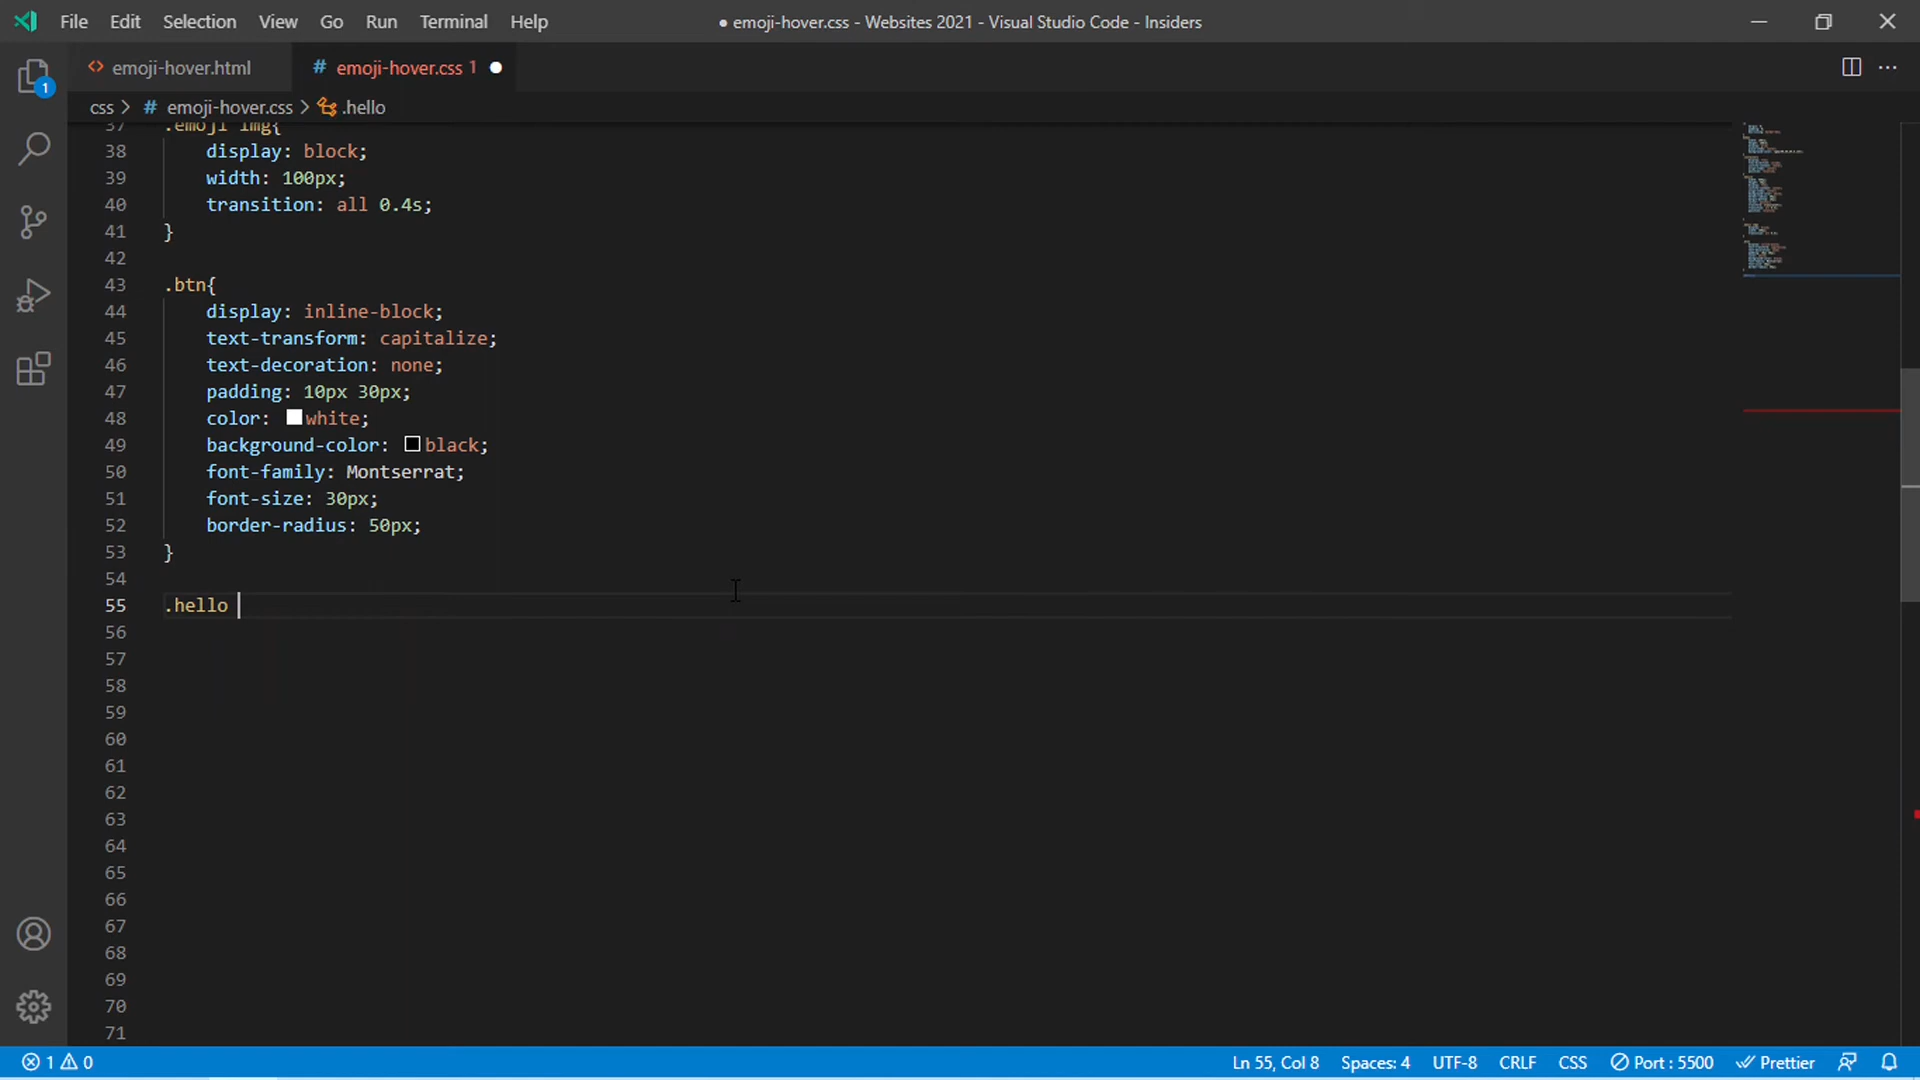 File Edit Selection View Go Run Terminal Help ● emoji-hover.css - Websites 2021 - Visual Studio Code - Insiders
<> emoji-hover.html # emoji-hover.css 1 ●
css > # emoji-hover.css > .hello
37 .emoji img{
38 display: block;
39 width: 100px;
40 transition: all 0.4s;
41 }
42
43 .btn{
44 display: inline-block;
45 text-transform: capitalize;
46 text-decoration: none;
47 padding: 10px 30px;
48 color: white;
49 background-color: black;
50 font-family: Montserrat;
51 font-size: 30px;
52 border-radius: 50px;
53 }
54
55 .hello
56
57
58
59
60
61
62
63
64
65
66
67
68
69
70
71
1
1 0 Ln 55, Col 8 Spaces: 4 UTF-8 CRLF CSS Port : 5500 Prettier